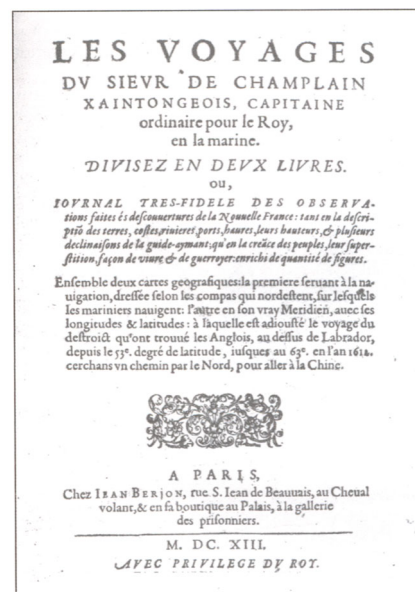 LES VOYAGES
DV SIEVR DE CHAMPLAIN
XAINTONGEOIS, CAPITAINE
ordinaire pour le Roy,
en la marine.
DIVISEZ EN DEVX LIVRES.
ou,
IOVRNAL TRES-FIDELE DES OBSERVA-
tions faites és descouuertures de la Nouuelle France: tant en la descri-
ptiõ des terres, costes, riuieres, ports, haures, leurs hauteurs, & plusieurs
declinaisons de la guide-aymant; qu'en la creãce des peuples, leur super-
stition, façon de viure & de guerroyer: enrichi de quantité de figures.
Ensemble deux cartes geografiques: la premiere seruant à la na-
uigation, dressée selon les compas qui nordestent, sur lesquels
les mariniers nauigent: l'autre en son vray Meridien, auec ses
longitudes & latitudes: à laquelle est adiousté le voyage du
destroict qu'ont trouué les Anglois, au dessus de Labrador,
depuis le 53e. degré de latitude, iusques au 63e. en l'an 1612.
cerchans vn chemin par le Nord, pour aller à la Chine.
A PARIS,
Chez IEAN BERJON, rue S. Iean de Beauuais, au Cheual
volant, & en sa boutique au Palais, à la gallerie
des prisonniers.
M. DC. XIII.
AVEC PRIVILEGE DV ROY.